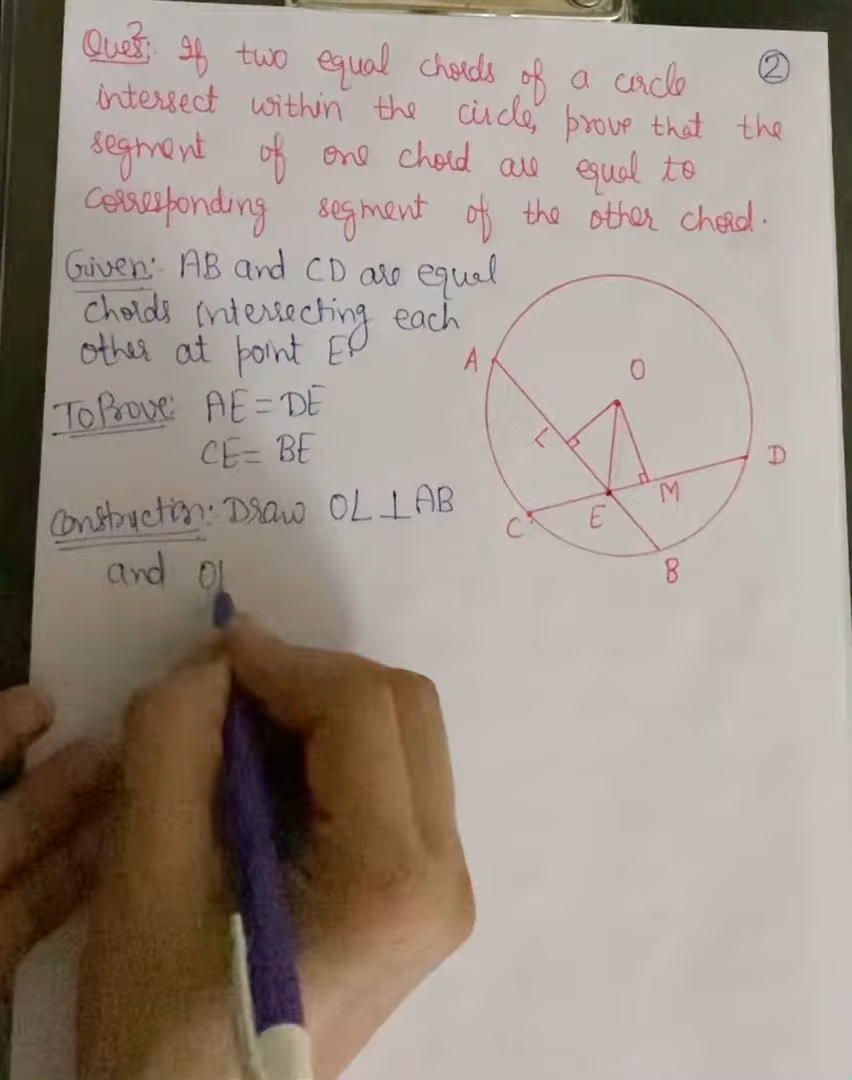 Ques: If two equal chords of a circle
②
intersect within the circle, prove that the
segment of one chord are equal to
corresponding segment of the other chord.
Given: AB and CD are equal
chords intersecting each
other at point E
To Prove: AE = DE
CE = BE
Construction: Draw OL ⊥ AB
and
A
O
L
D
M
C
E
B